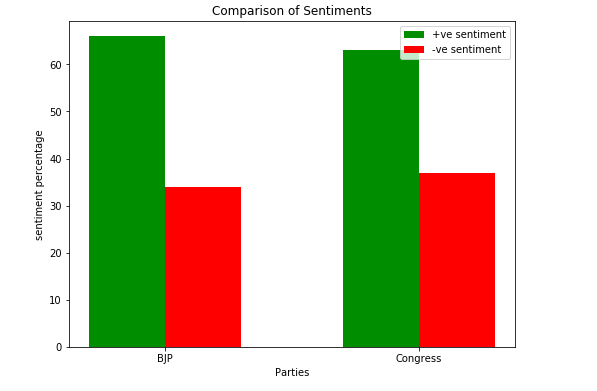 Comparison of Sentiments
+ve sentiment
-ve sentiment
sentiment percentage
60
50
40
30
20
10
0
BJP
Congress
Parties